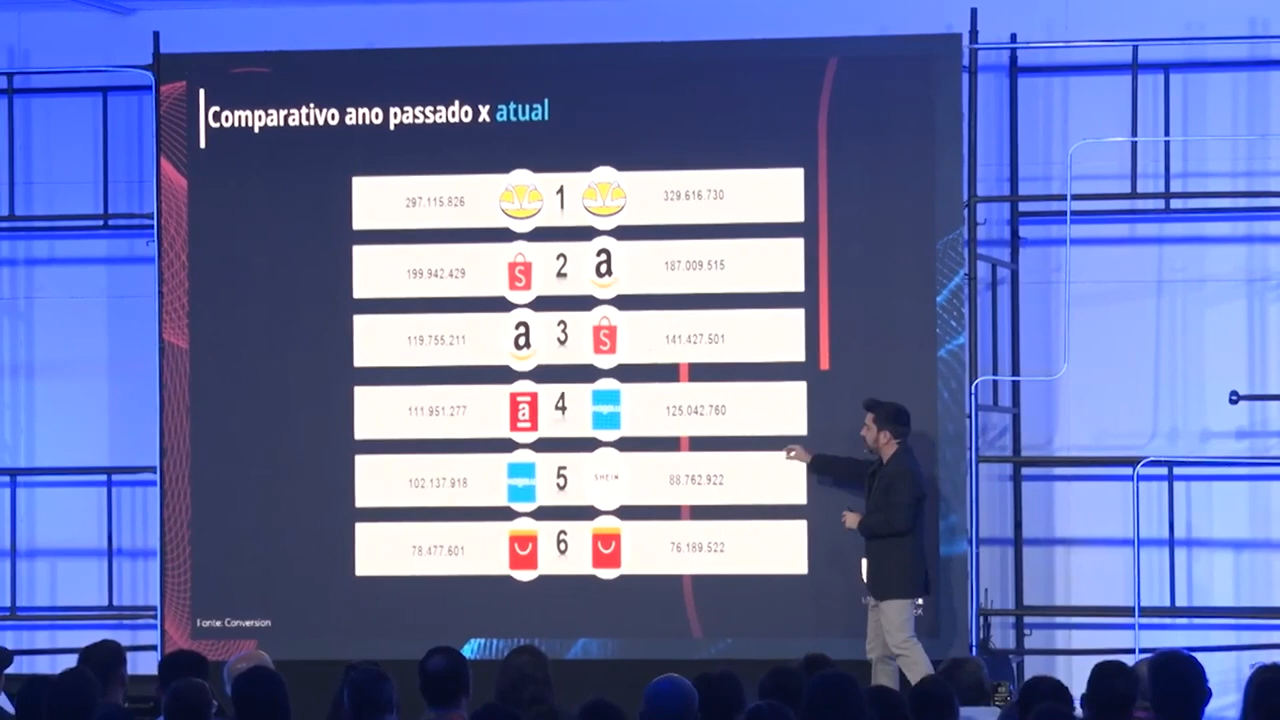 Comparativo ano passado x atual
297.115.826 1 329.616.730
199.942.429 S 2 a 187.009.515
119.755.211 a 3 S 141.427.501
111.951.277 a 4 125.042.760
102.137.918 5 SHEIN 88.762.922
78.477.601 6 76.189.522
Fonte: Conversion